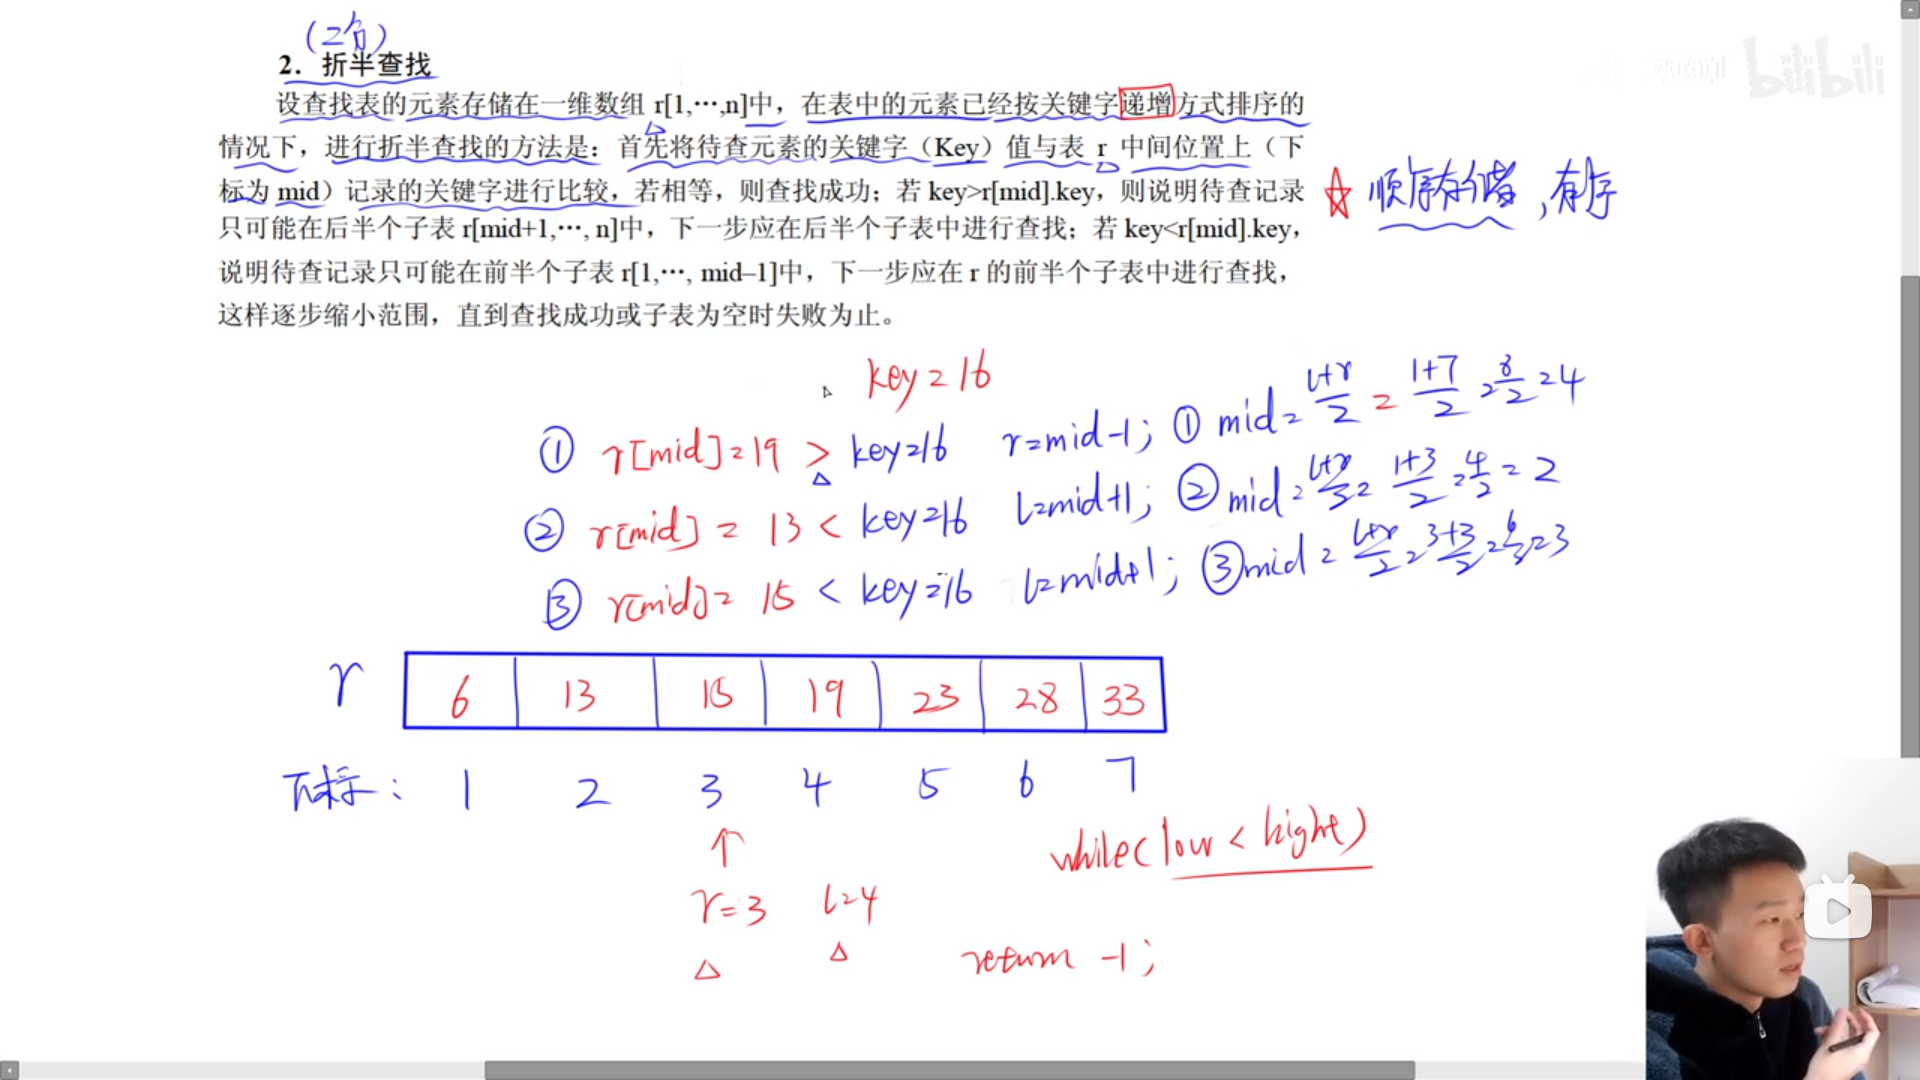 (2分)
bilibili
2. 折半查找
设查找表的元素存储在一维数组 r[1,…,n]中，在表中的元素已经按关键字递增方式排序的
情况下，进行折半查找的方法是：首先将待查元素的关键字（Key）值与表 r 中间位置上（下
标为 mid）记录的关键字进行比较，若相等，则查找成功；若 key>r[mid].key，则说明待查记录
只可能在后半个子表 r[mid+1,…, n]中，下一步应在后半个子表中进行查找；若 key<r[mid].key，
说明待查记录只可能在前半个子表 r[1,…, mid–1]中，下一步应在 r 的前半个子表中进行查找，
这样逐步缩小范围，直到查找成功或子表为空时失败为止。
☆ 顺序存储，有序
key=16
① r[mid]=19 > key=16 r=mid-1; ① mid=(l+r)/2=(1+7)/2=8/2=4
② r[mid]=13 < key=16 l=mid+1; ② mid=(l+r)/2=(1+3)/2=4/2=2
③ r[mid]=15 < key=16 l=mid+1; ③ mid=(l+r)/2=(3+3)/2=6/2=3
r 6 13 15 19 23 28 33
下标： 1 2 3 4 5 6 7
↑
while(low < hight)
r=3 l=4
return -1;